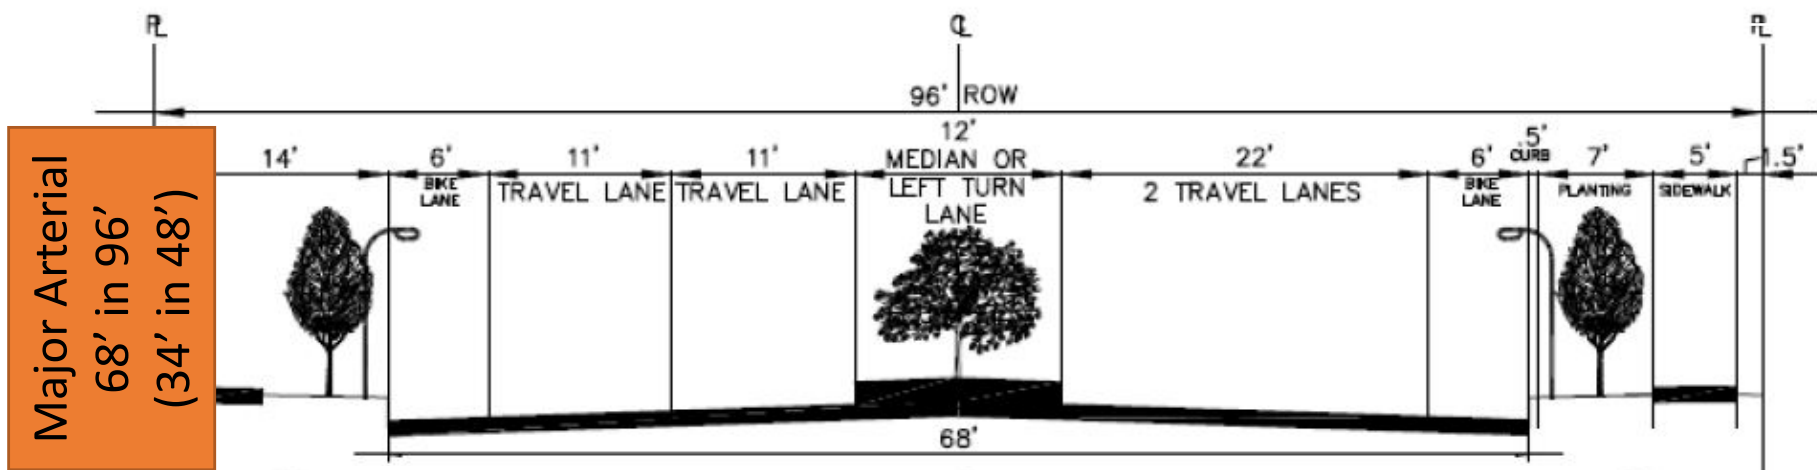 PL
CL
PL
96' ROW
14'
6'
BIKE
LANE
11'
TRAVEL LANE
11'
TRAVEL LANE
12'
MEDIAN OR
LEFT TURN
LANE
22'
2 TRAVEL LANES
6'
BIKE
LANE
.5'
CURB
7'
PLANTING
5'
SIDEWALK
1.5'
68'
Major Arterial
68' in 96'
(34' in 48')